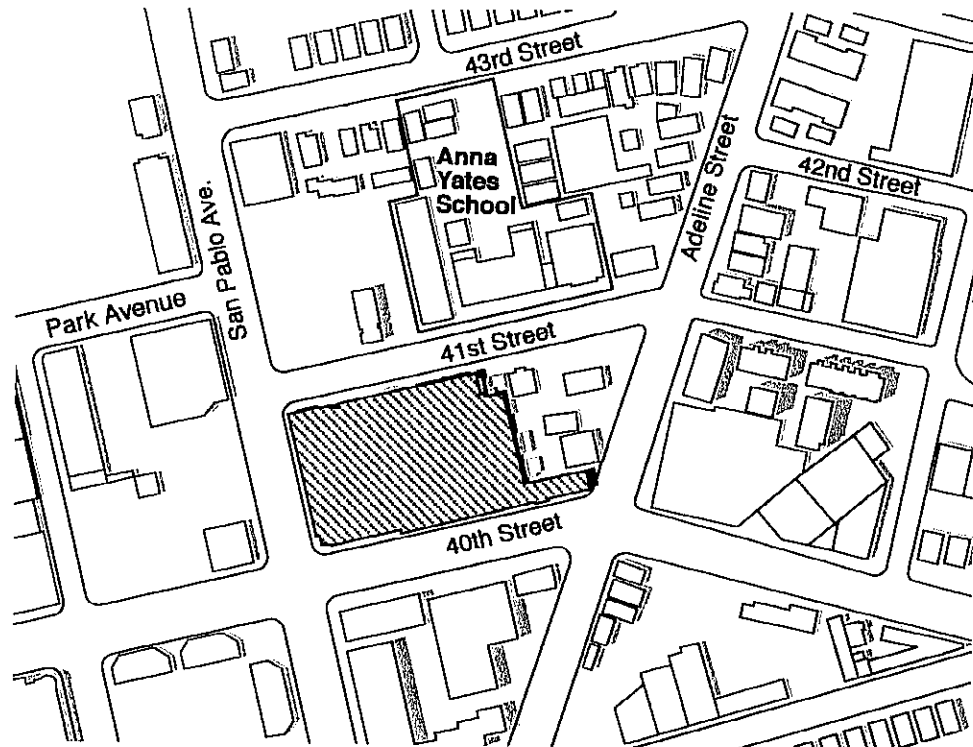 43rd Street
Anna
Yates
School
42nd Street
San Pablo Ave.
Adeline Street
Park Avenue
41st Street
40th Street